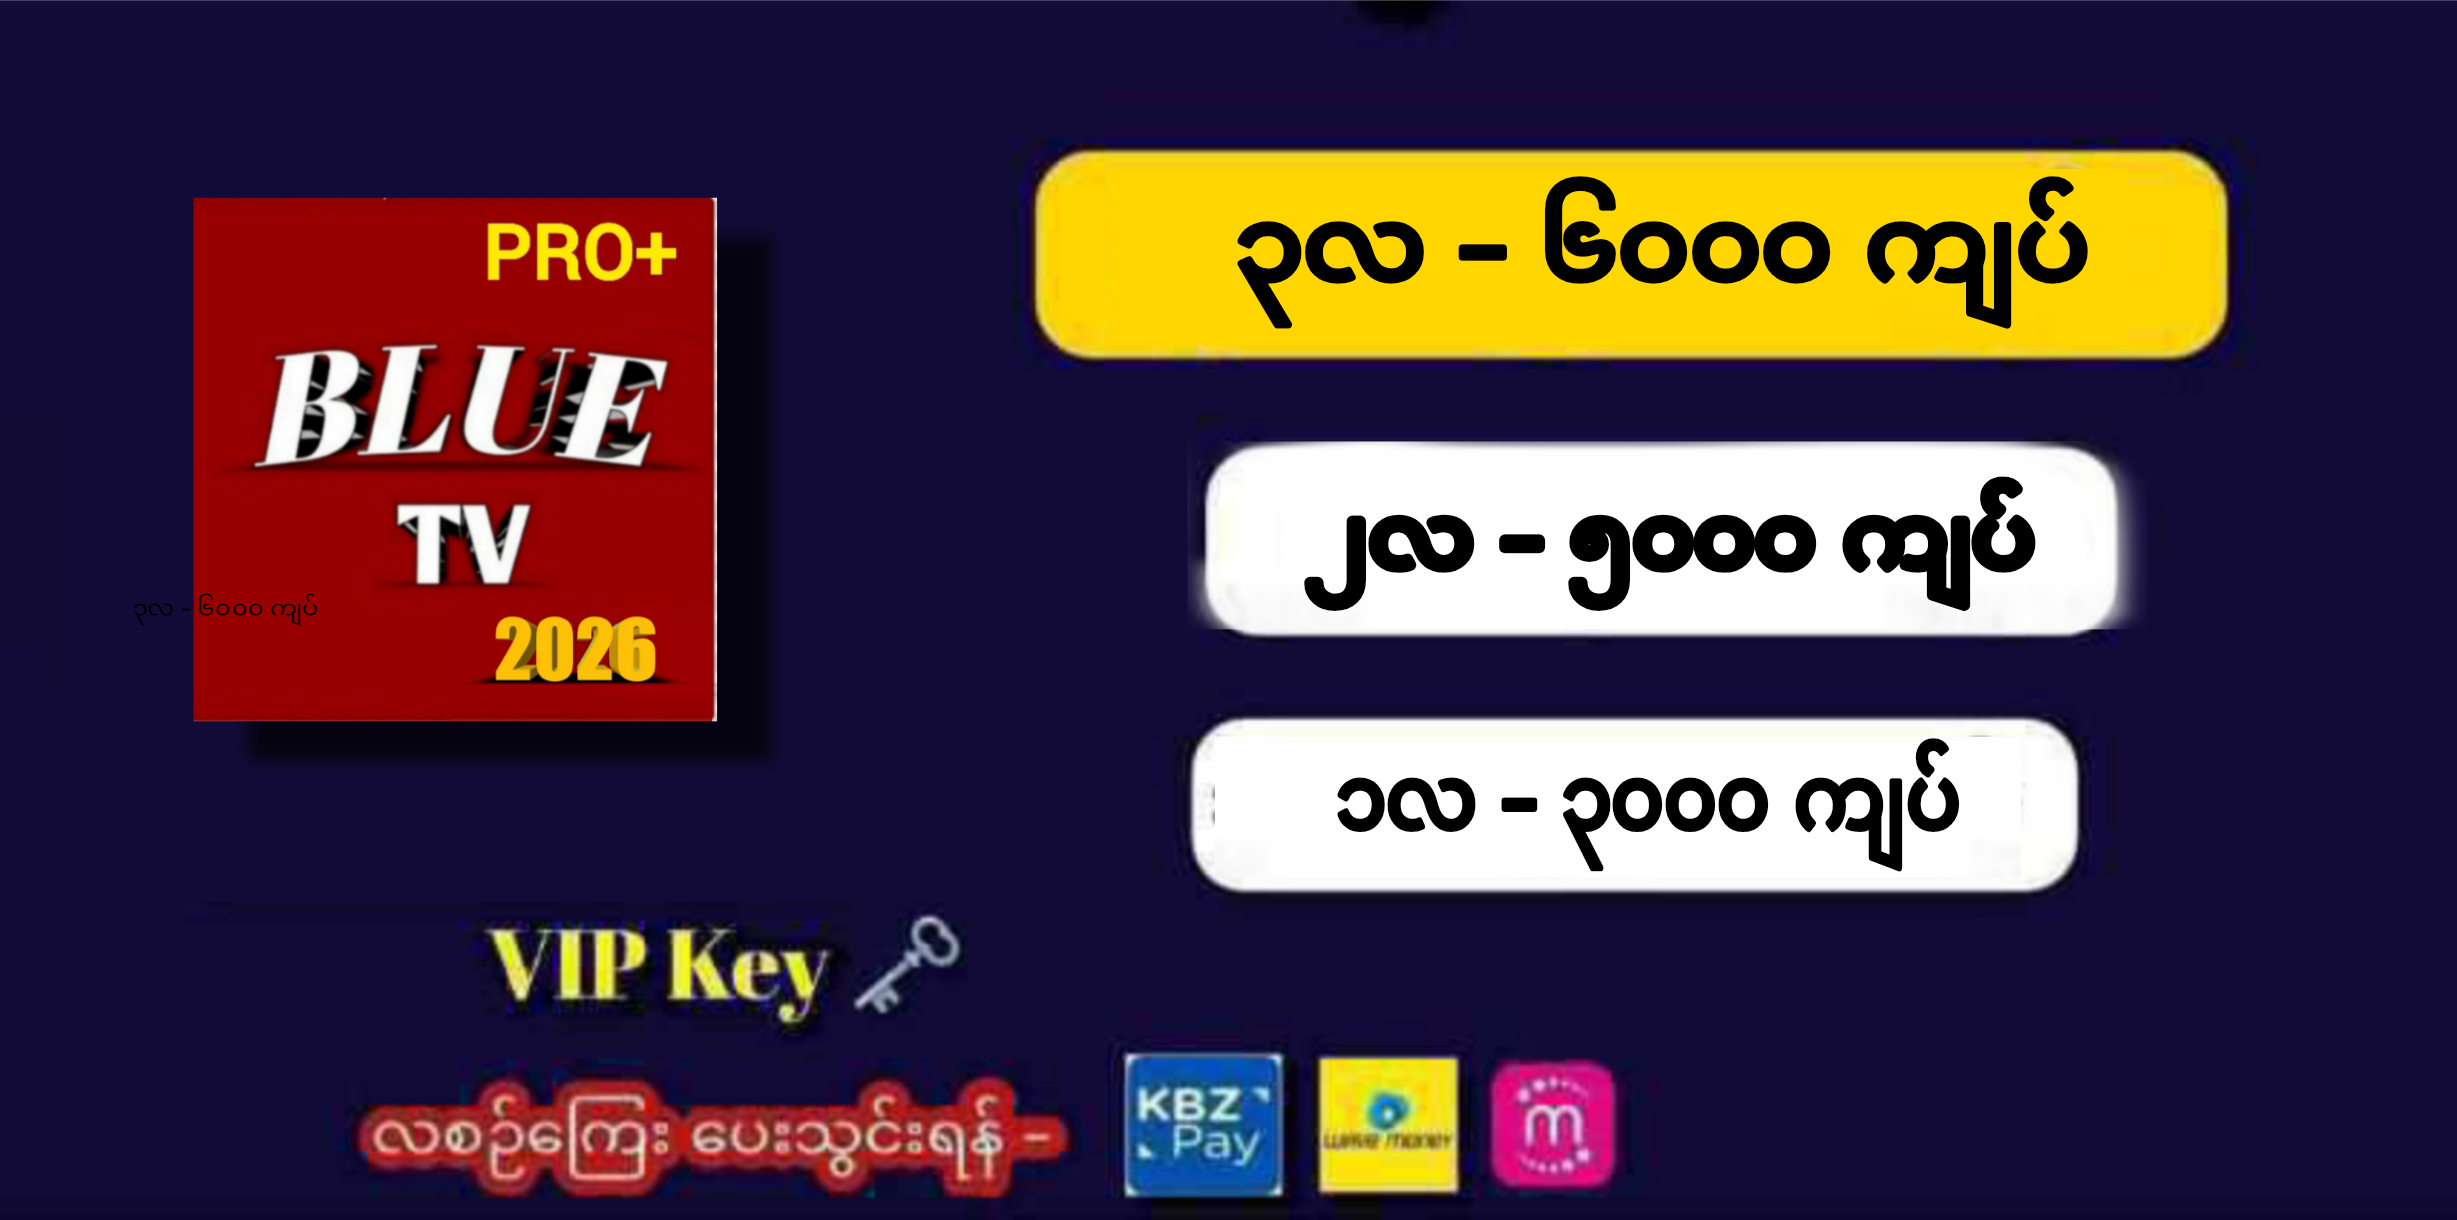 PRO+
BLUE
TV
2026
၃လ - ၆၀၀၀ ကျပ်
၃လ - ၆၀၀၀ ကျပ်
၂လ - ၅၀၀၀ ကျပ်
၁လ - ၃၀၀၀ ကျပ်
VIP Key
လစဉ်ကြေး ပေးသွင်းရန် -
KBZ
Pay
wave money
m